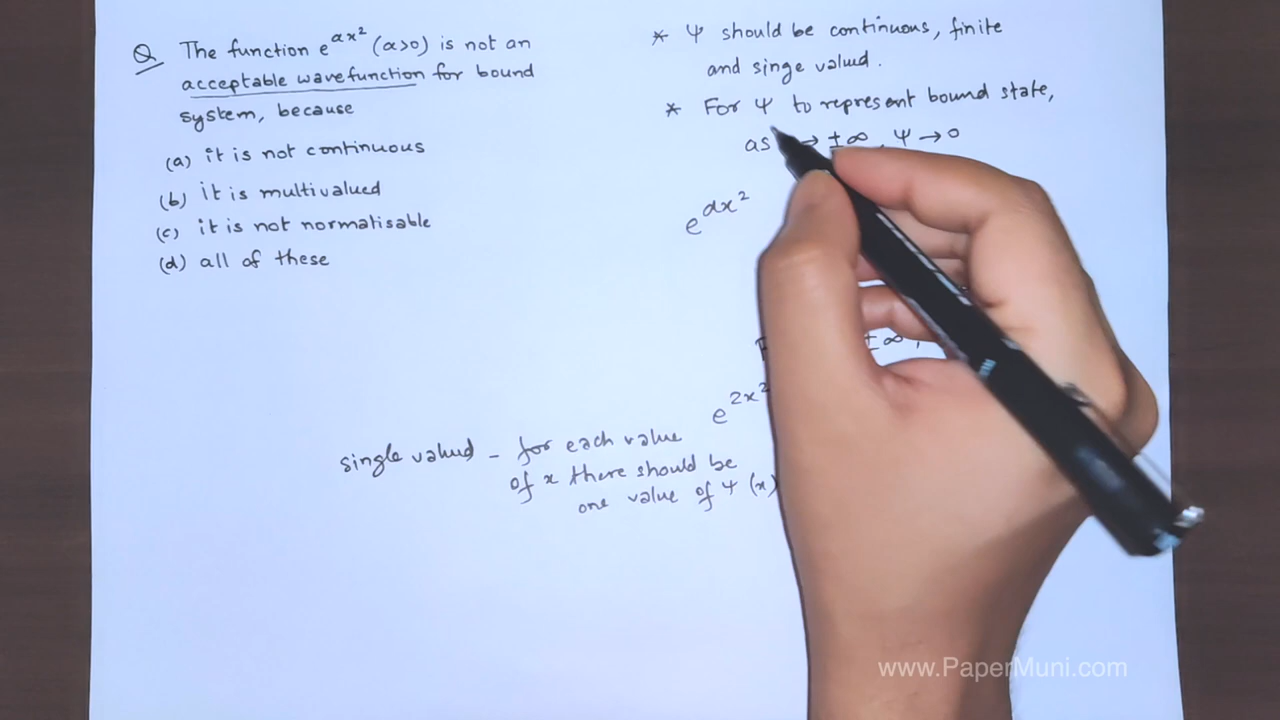 Q The function e^αx² (α>0) is not an
acceptable wavefunction for bound
system, because
(a) it is not continuous
(b) it is multivalued
(c) it is not normatisable
(d) all of these
* Ψ should be continuous, finite
and singe valued.
* For Ψ to represent bound state,
as → ±∞, Ψ → 0
e^αx²
±∞,
e^2x²
single valued - for each value
of x there should be
one value of Ψ (x)
www.PaperMuni.com